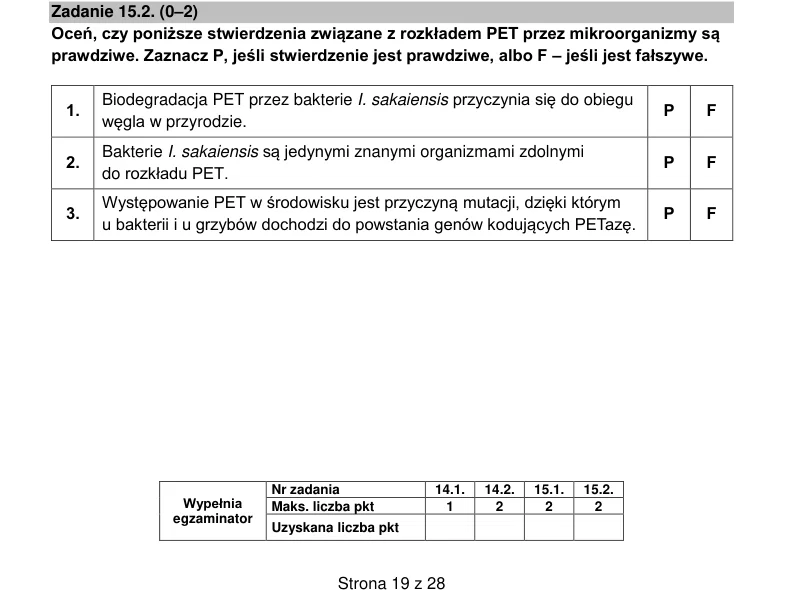 Zadanie 15.2. (0–2)
Oceń, czy poniższe stwierdzenia związane z rozkładem PET przez mikroorganizmy są
prawdziwe. Zaznacz P, jeśli stwierdzenie jest prawdziwe, albo F – jeśli jest fałszywe.
1. Biodegradacja PET przez bakterie I. sakaiensis przyczynia się do obiegu
węgla w przyrodzie. P F
2. Bakterie I. sakaiensis są jedynymi znanymi organizmami zdolnymi
do rozkładu PET. P F
3. Występowanie PET w środowisku jest przyczyną mutacji, dzięki którym
u bakterii i u grzybów dochodzi do powstania genów kodujących PETazę. P F
Wypełnia
egzaminator
Nr zadania 14.1. 14.2. 15.1. 15.2.
Maks. liczba pkt 1 2 2 2
Uzyskana liczba pkt
Strona 19 z 28